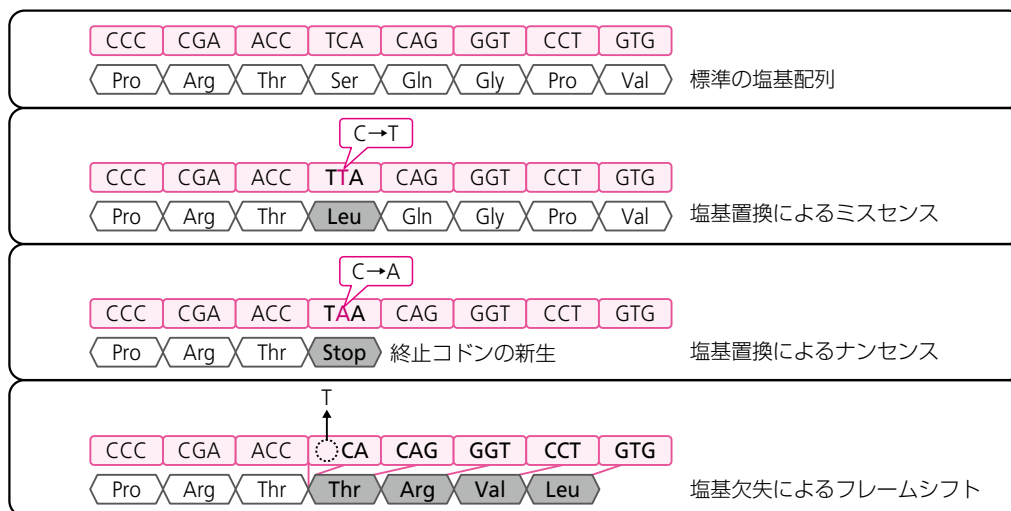 CCC CGA ACC TCA CAG GGT CCT GTG
Pro Arg Thr Ser Gln Gly Pro Val 標準の塩基配列
C→T
CCC CGA ACC TTA CAG GGT CCT GTG
Pro Arg Thr Leu Gln Gly Pro Val 塩基置換によるミスセンス
C→A
CCC CGA ACC TAA CAG GGT CCT GTG
Pro Arg Thr Stop 終止コドンの新生 塩基置換によるナンセンス
T
CCC CGA ACC CA CAG GGT CCT GTG
Pro Arg Thr Thr Arg Val Leu 塩基欠失によるフレームシフト